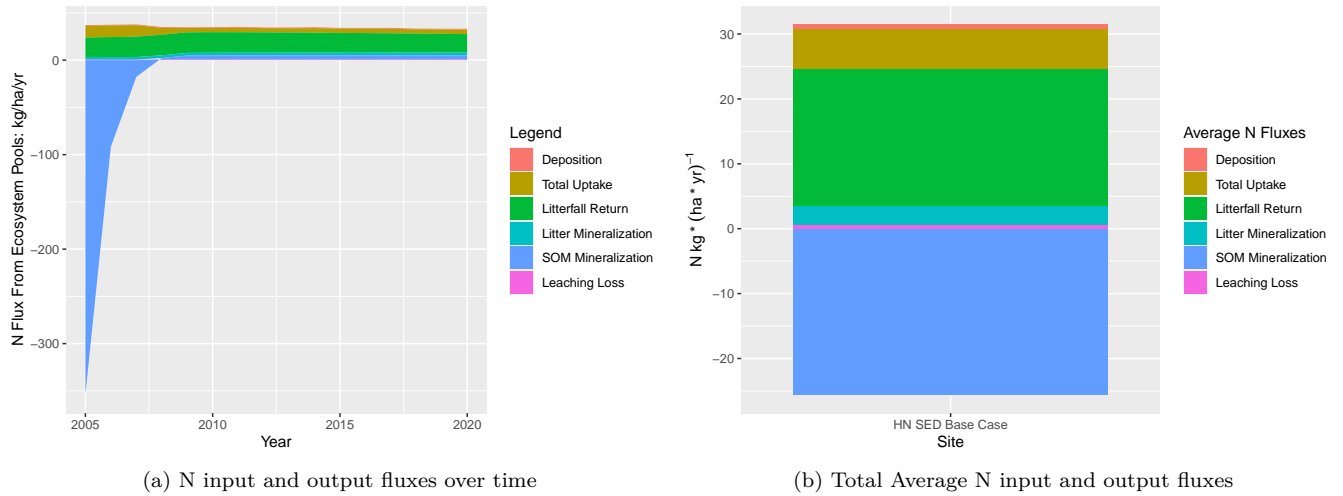 N Flux From Ecosystem Pools: kg/ha/yr
0
−100
−200
−300
2005
2010
2015
2020
Year
Legend
Deposition
Total Uptake
Litterfall Return
Litter Mineralization
SOM Mineralization
Leaching Loss
(a) N input and output fluxes over time
N kg * (ha * yr)⁻¹
30
20
10
0
−10
−20
HN SED Base Case
Site
Average N Fluxes
Deposition
Total Uptake
Litterfall Return
Litter Mineralization
SOM Mineralization
Leaching Loss
(b) Total Average N input and output fluxes